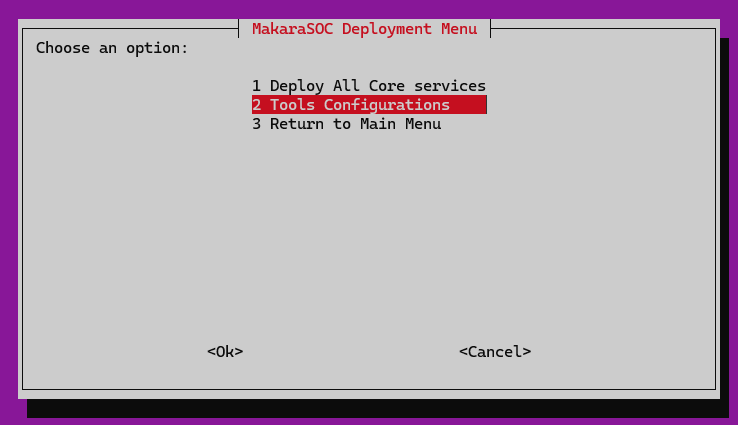 MakaraSOC Deployment Menu
Choose an option:
1 Deploy All Core services
2 Tools Configurations
3 Return to Main Menu
<Ok> <Cancel>